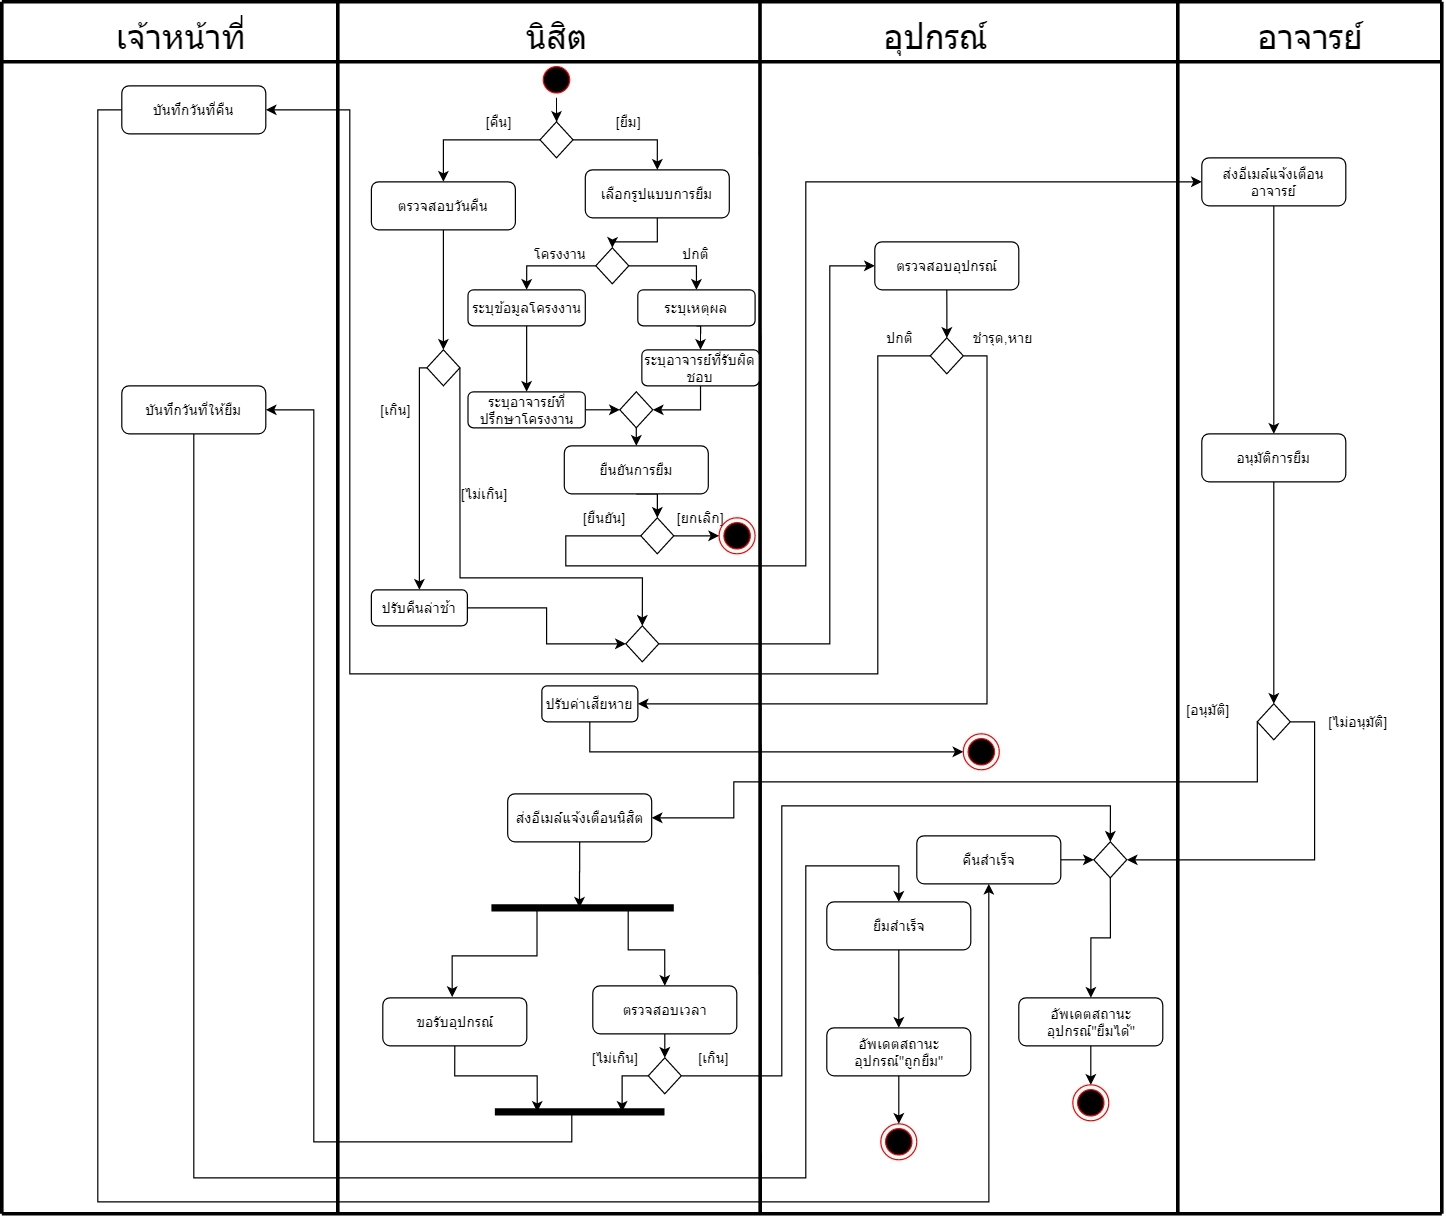 เจ้าหน้าที่
นิสิต
อุปกรณ์
อาจารย์
บันทึกวันที่คืน
[คืน]
[ยืม]
ตรวจสอบวันคืน
เลือกรูปแบบการยืม
ส่งอีเมล์แจ้งเตือน
อาจารย์
โครงงาน
ปกติ
ตรวจสอบอุปกรณ์
ระบุข้อมูลโครงงาน
ระบุเหตุผล
ปกติ
ชำรุด,หาย
ระบุอาจารย์ที่รับผิด
ชอบ
บันทึกวันที่ให้ยืม
[เกิน]
ระบุอาจารย์ที่
ปรึกษาโครงงาน
ยืนยันการยืม
อนุมัติการยืม
[ไม่เกิน]
[ยืนยัน]
[ยกเลิก]
ปรับคืนล่าช้า
ปรับค่าเสียหาย
[อนุมัติ]
[ไม่อนุมัติ]
ส่งอีเมล์แจ้งเตือนนิสิต
คืนสำเร็จ
ยืมสำเร็จ
ขอรับอุปกรณ์
ตรวจสอบเวลา
อัพเดตสถานะ
อุปกรณ์"ยืมได้"
[ไม่เกิน]
[เกิน]
อัพเดตสถานะ
อุปกรณ์"ถูกยืม"